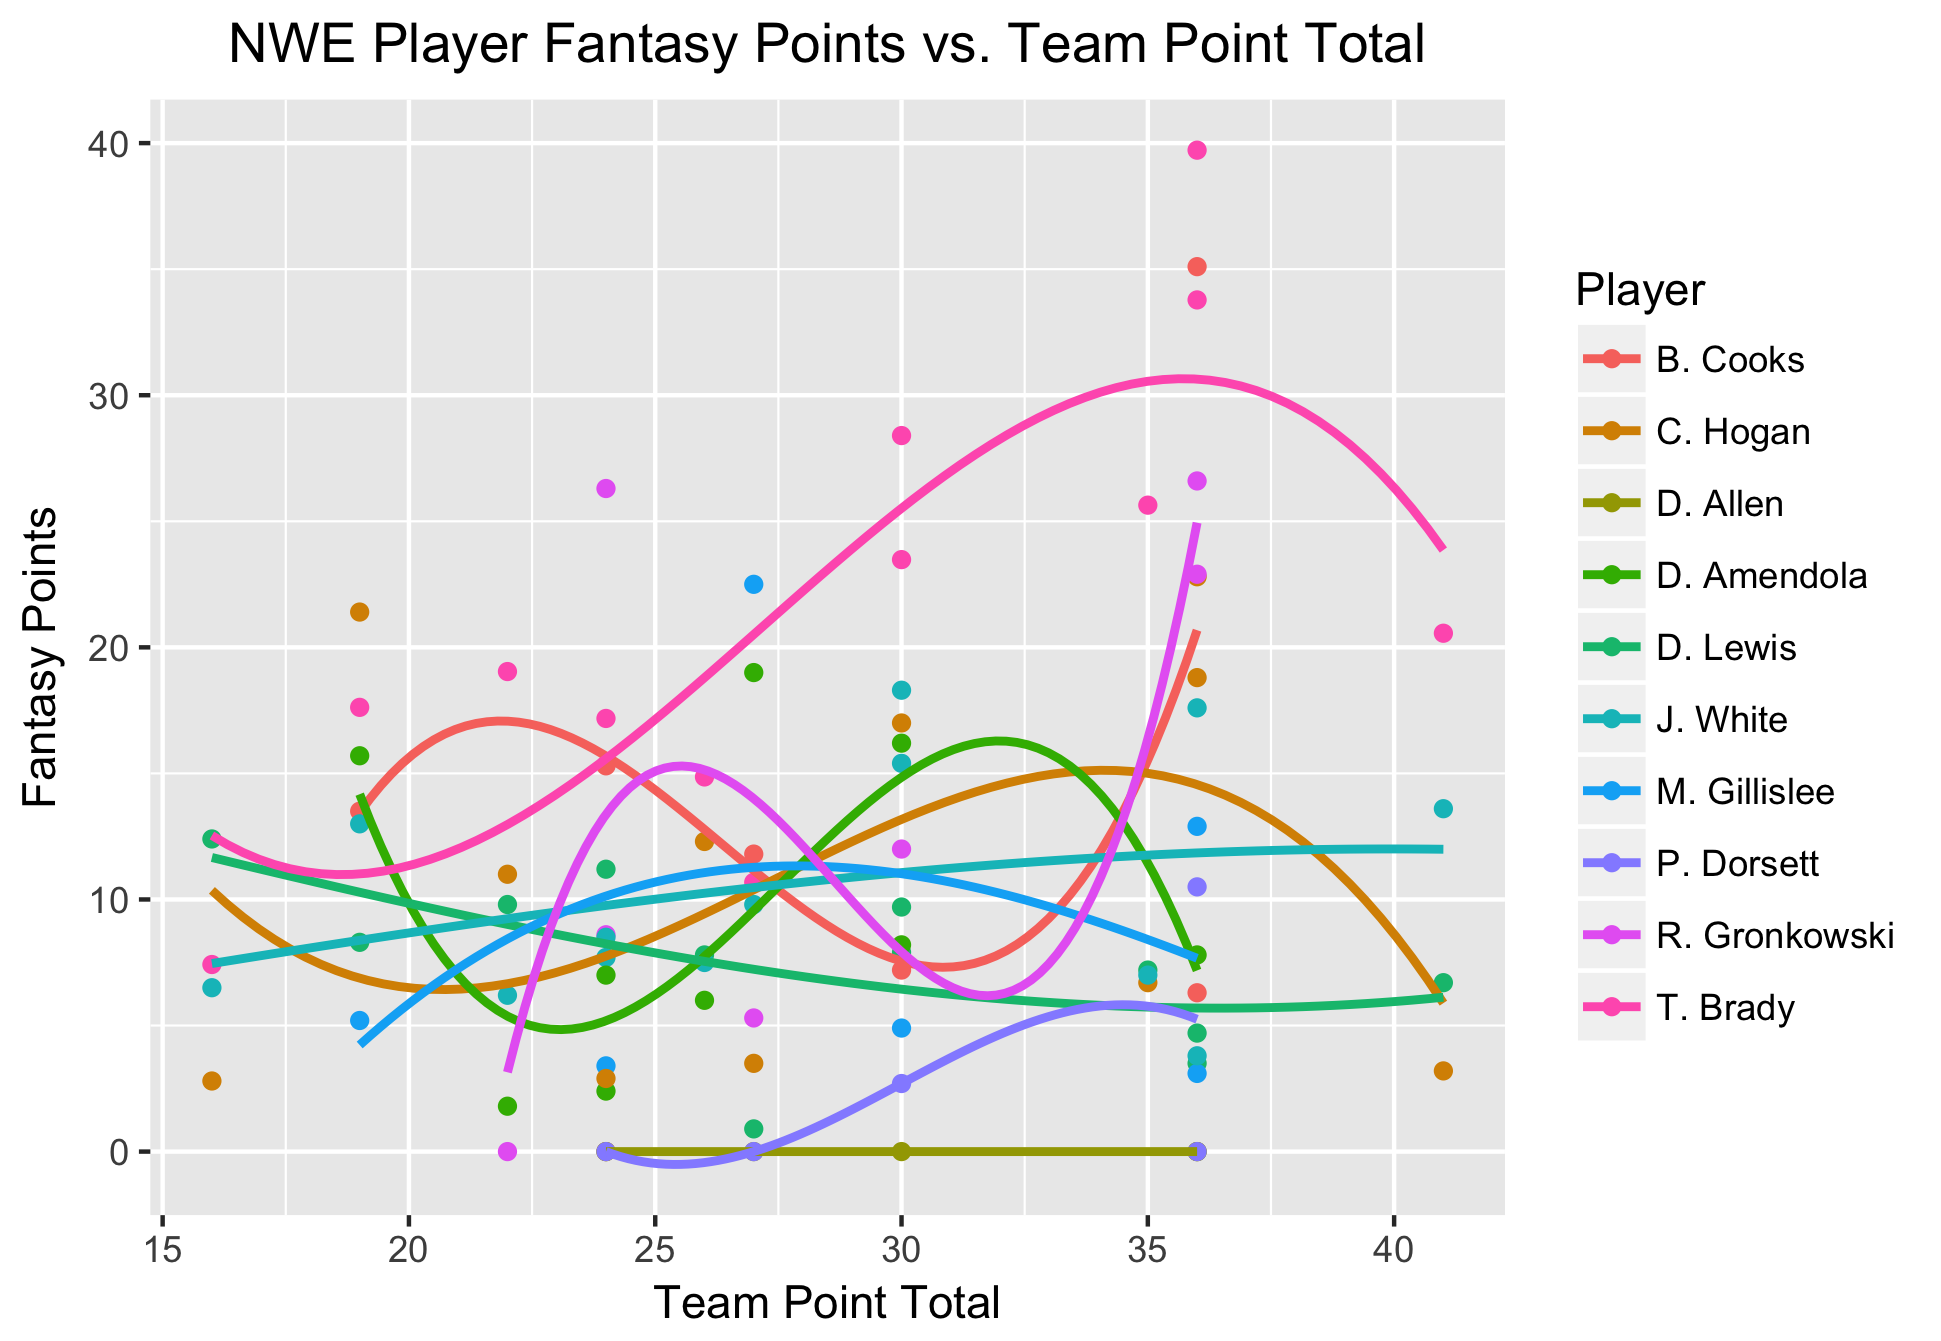 NWE Player Fantasy Points vs. Team Point Total
40
30
20
10
0
Fantasy Points
15 20 25 30 35 40
Team Point Total
Player
B. Cooks
C. Hogan
D. Allen
D. Amendola
D. Lewis
J. White
M. Gillislee
P. Dorsett
R. Gronkowski
T. Brady